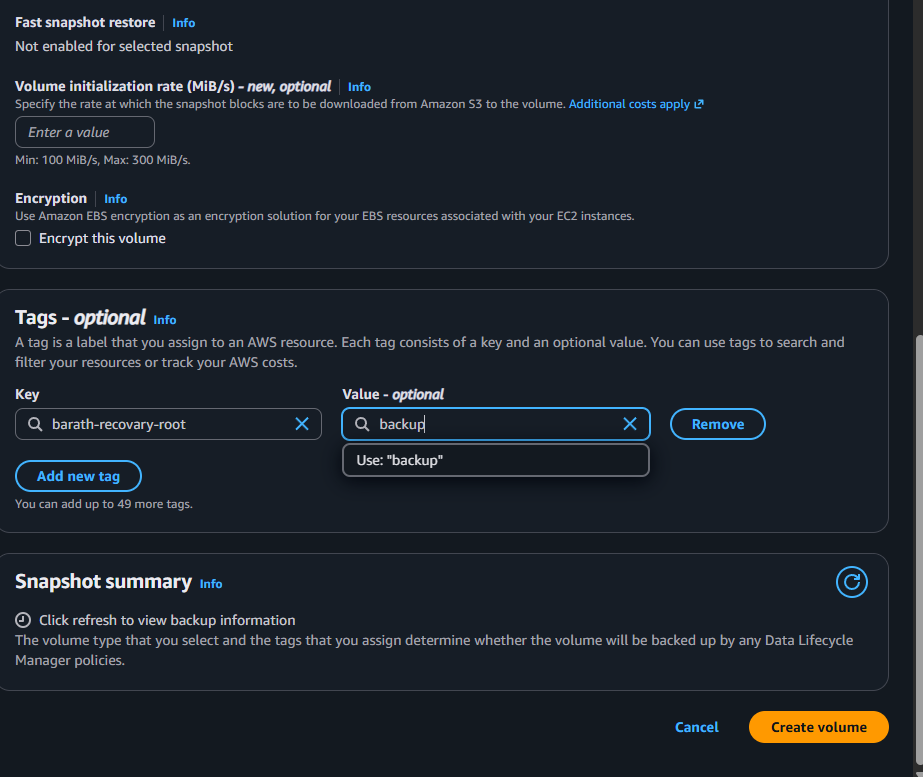 Fast snapshot restore Info
Not enabled for selected snapshot
Volume initialization rate (MiB/s) - new, optional Info
Specify the rate at which the snapshot blocks are to be downloaded from Amazon S3 to the volume. Additional costs apply
Enter a value
Min: 100 MiB/s, Max: 300 MiB/s.
Encryption Info
Use Amazon EBS encryption as an encryption solution for your EBS resources associated with your EC2 instances.
Encrypt this volume
Tags - optional Info
A tag is a label that you assign to an AWS resource. Each tag consists of a key and an optional value. You can use tags to search and
filter your resources or track your AWS costs.
Key Value - optional
barath-recovary-root backup Remove
Use: "backup"
Add new tag
You can add up to 49 more tags.
Snapshot summary Info
Click refresh to view backup information
The volume type that you select and the tags that you assign determine whether the volume will be backed up by any Data Lifecycle
Manager policies.
Cancel Create volume